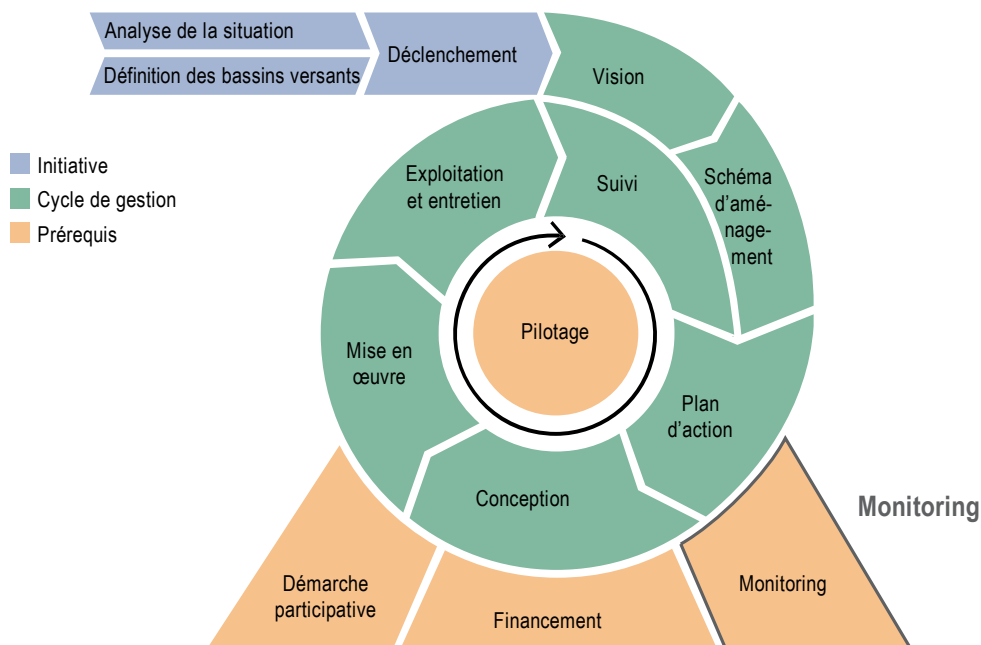 Analyse de la situation
Définition des bassins versants
Déclenchement
Vision
Schéma
d'amé-
nage-
ment
Initiative
Cycle de gestion
Prérequis
Exploitation
et entretien
Suivi
Pilotage
Mise en
œuvre
Plan
d'action
Conception
Monitoring
Démarche
participative
Financement
Monitoring